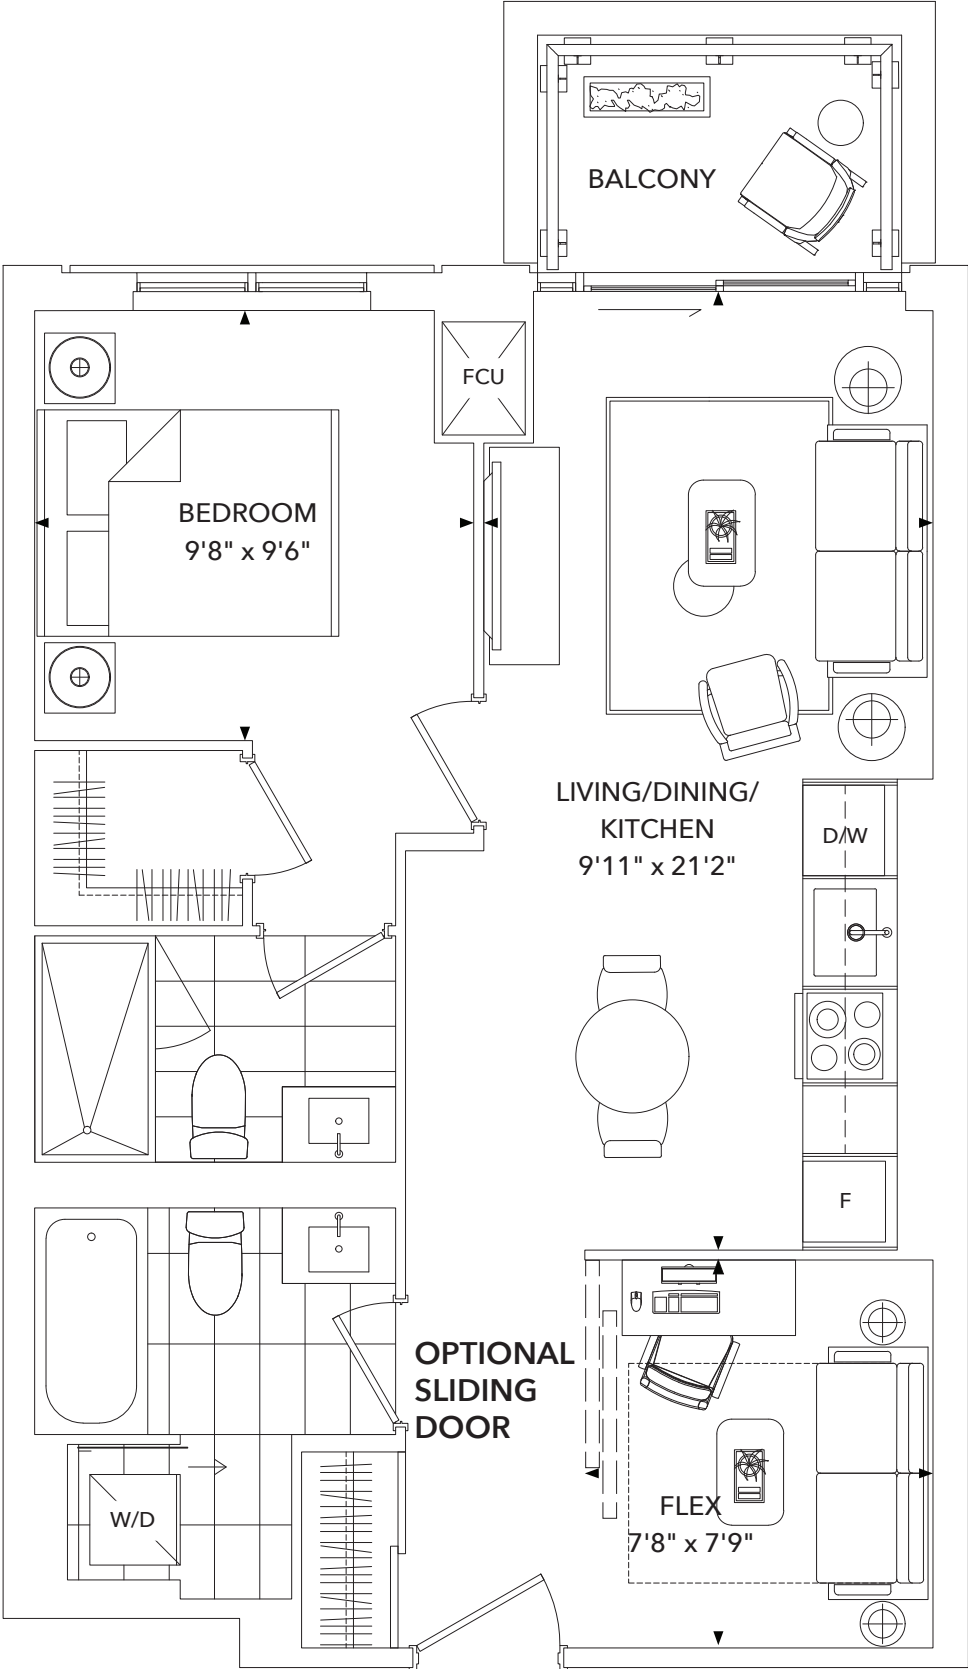 BALCONY
FCU
BEDROOM
9'8" x 9'6"
LIVING/DINING/
KITCHEN
9'11" x 21'2"
D/W
F
OPTIONAL
SLIDING
DOOR
W/D
FLEX
7'8" x 7'9"